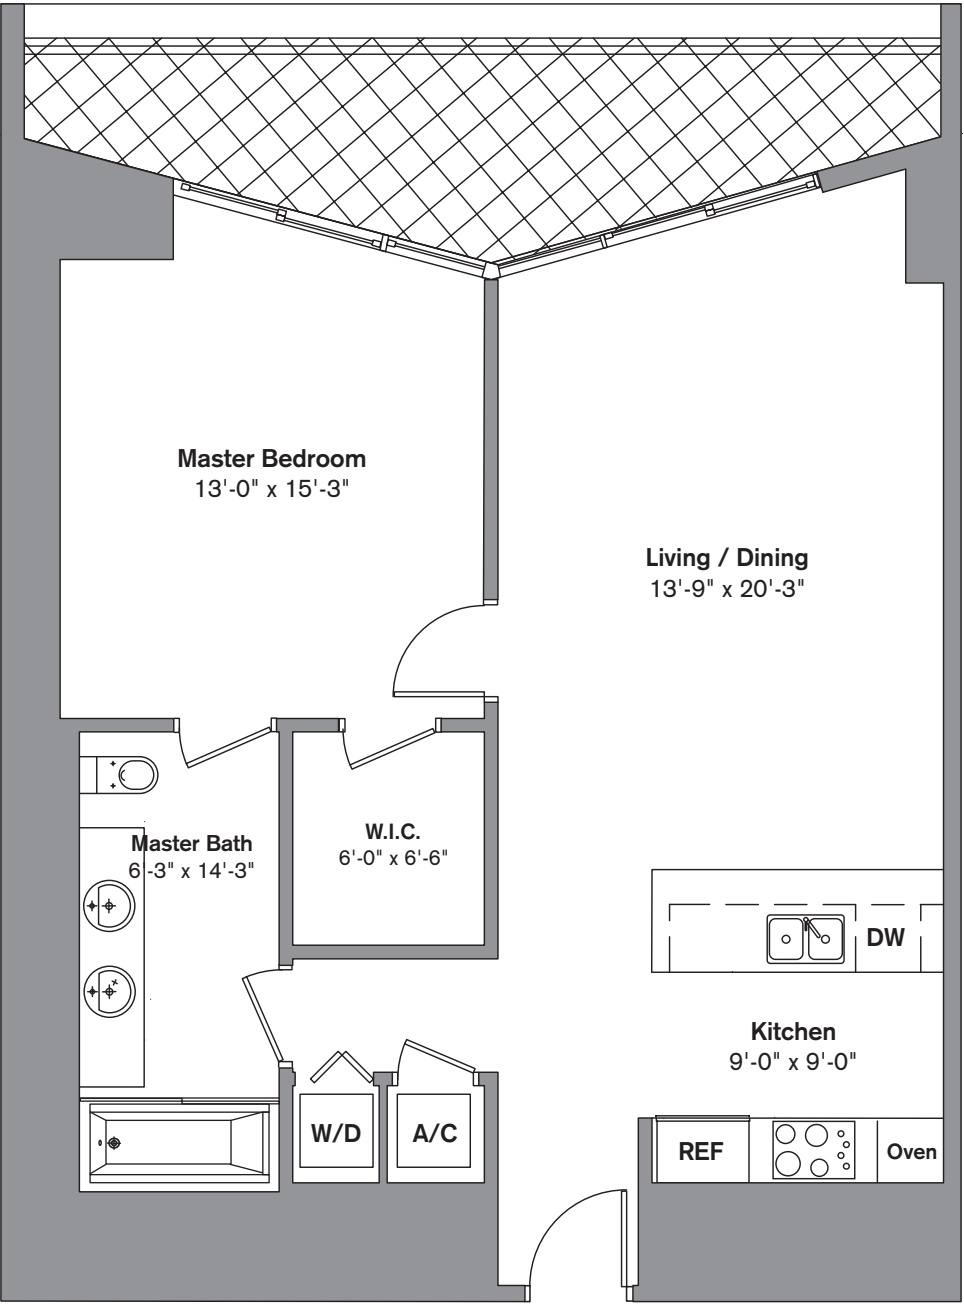 Master Bedroom
13'-0" x 15'-3"
Living / Dining
13'-9" x 20'-3"
W.I.C.
6'-0" x 6'-6"
Master Bath
6'-3" x 14'-3"
DW
Kitchen
9'-0" x 9'-0"
W/D
A/C
REF
Oven